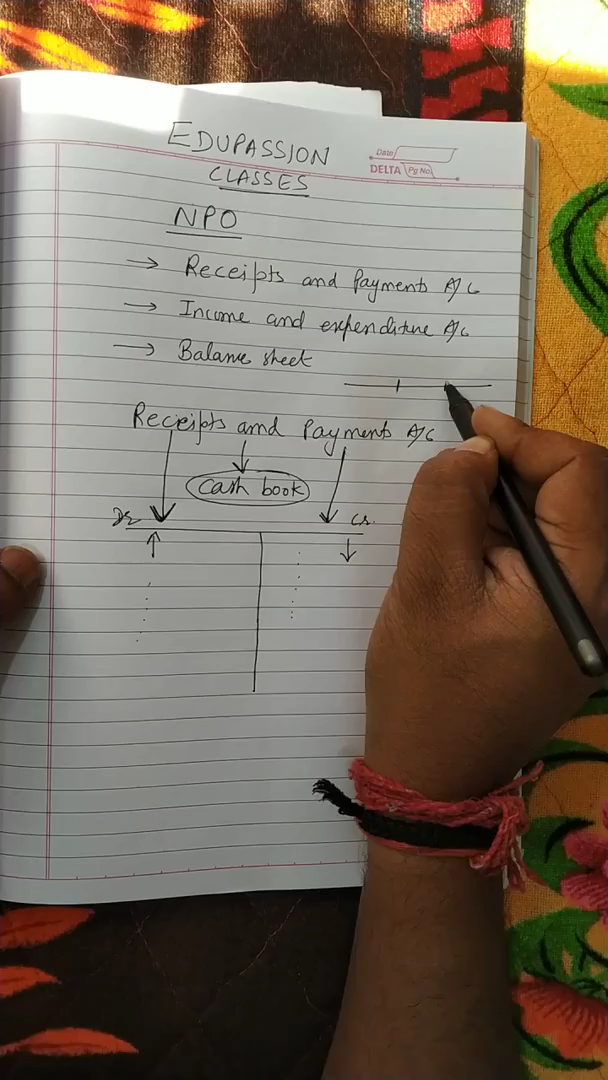 EDUPASSION
CLASSES
Date
DELTA Pg No.
NPO
→ Receipts and Payments A/C
→ Income and expenditure A/C
→ Balance sheet
Receipts and Payments A/C
Cash book
Dr. Cr.